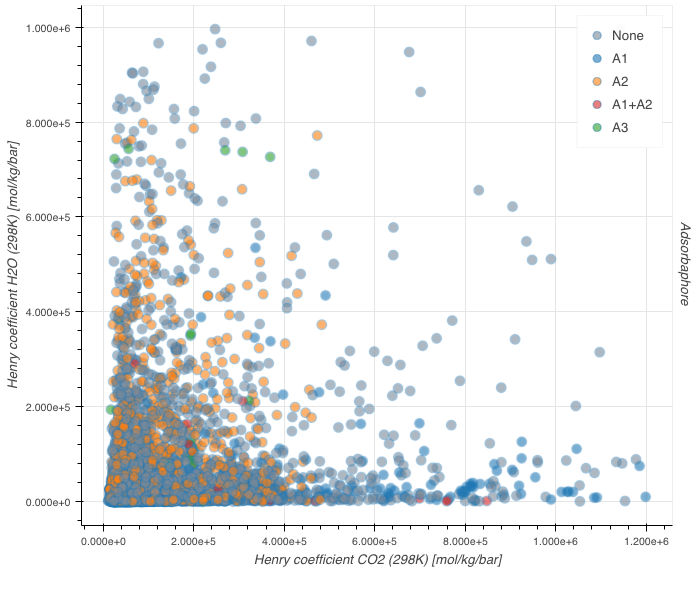 1.000e+6
8.000e+5
6.000e+5
4.000e+5
2.000e+5
0.000e+0
Henry coefficient H2O (298K) [mol/kg/bar]
None
A1
A2
A1+A2
A3
Adsorbaphore
0.000e+0
2.000e+5
4.000e+5
6.000e+5
8.000e+5
1.000e+6
1.200e+6
Henry coefficient CO2 (298K) [mol/kg/bar]